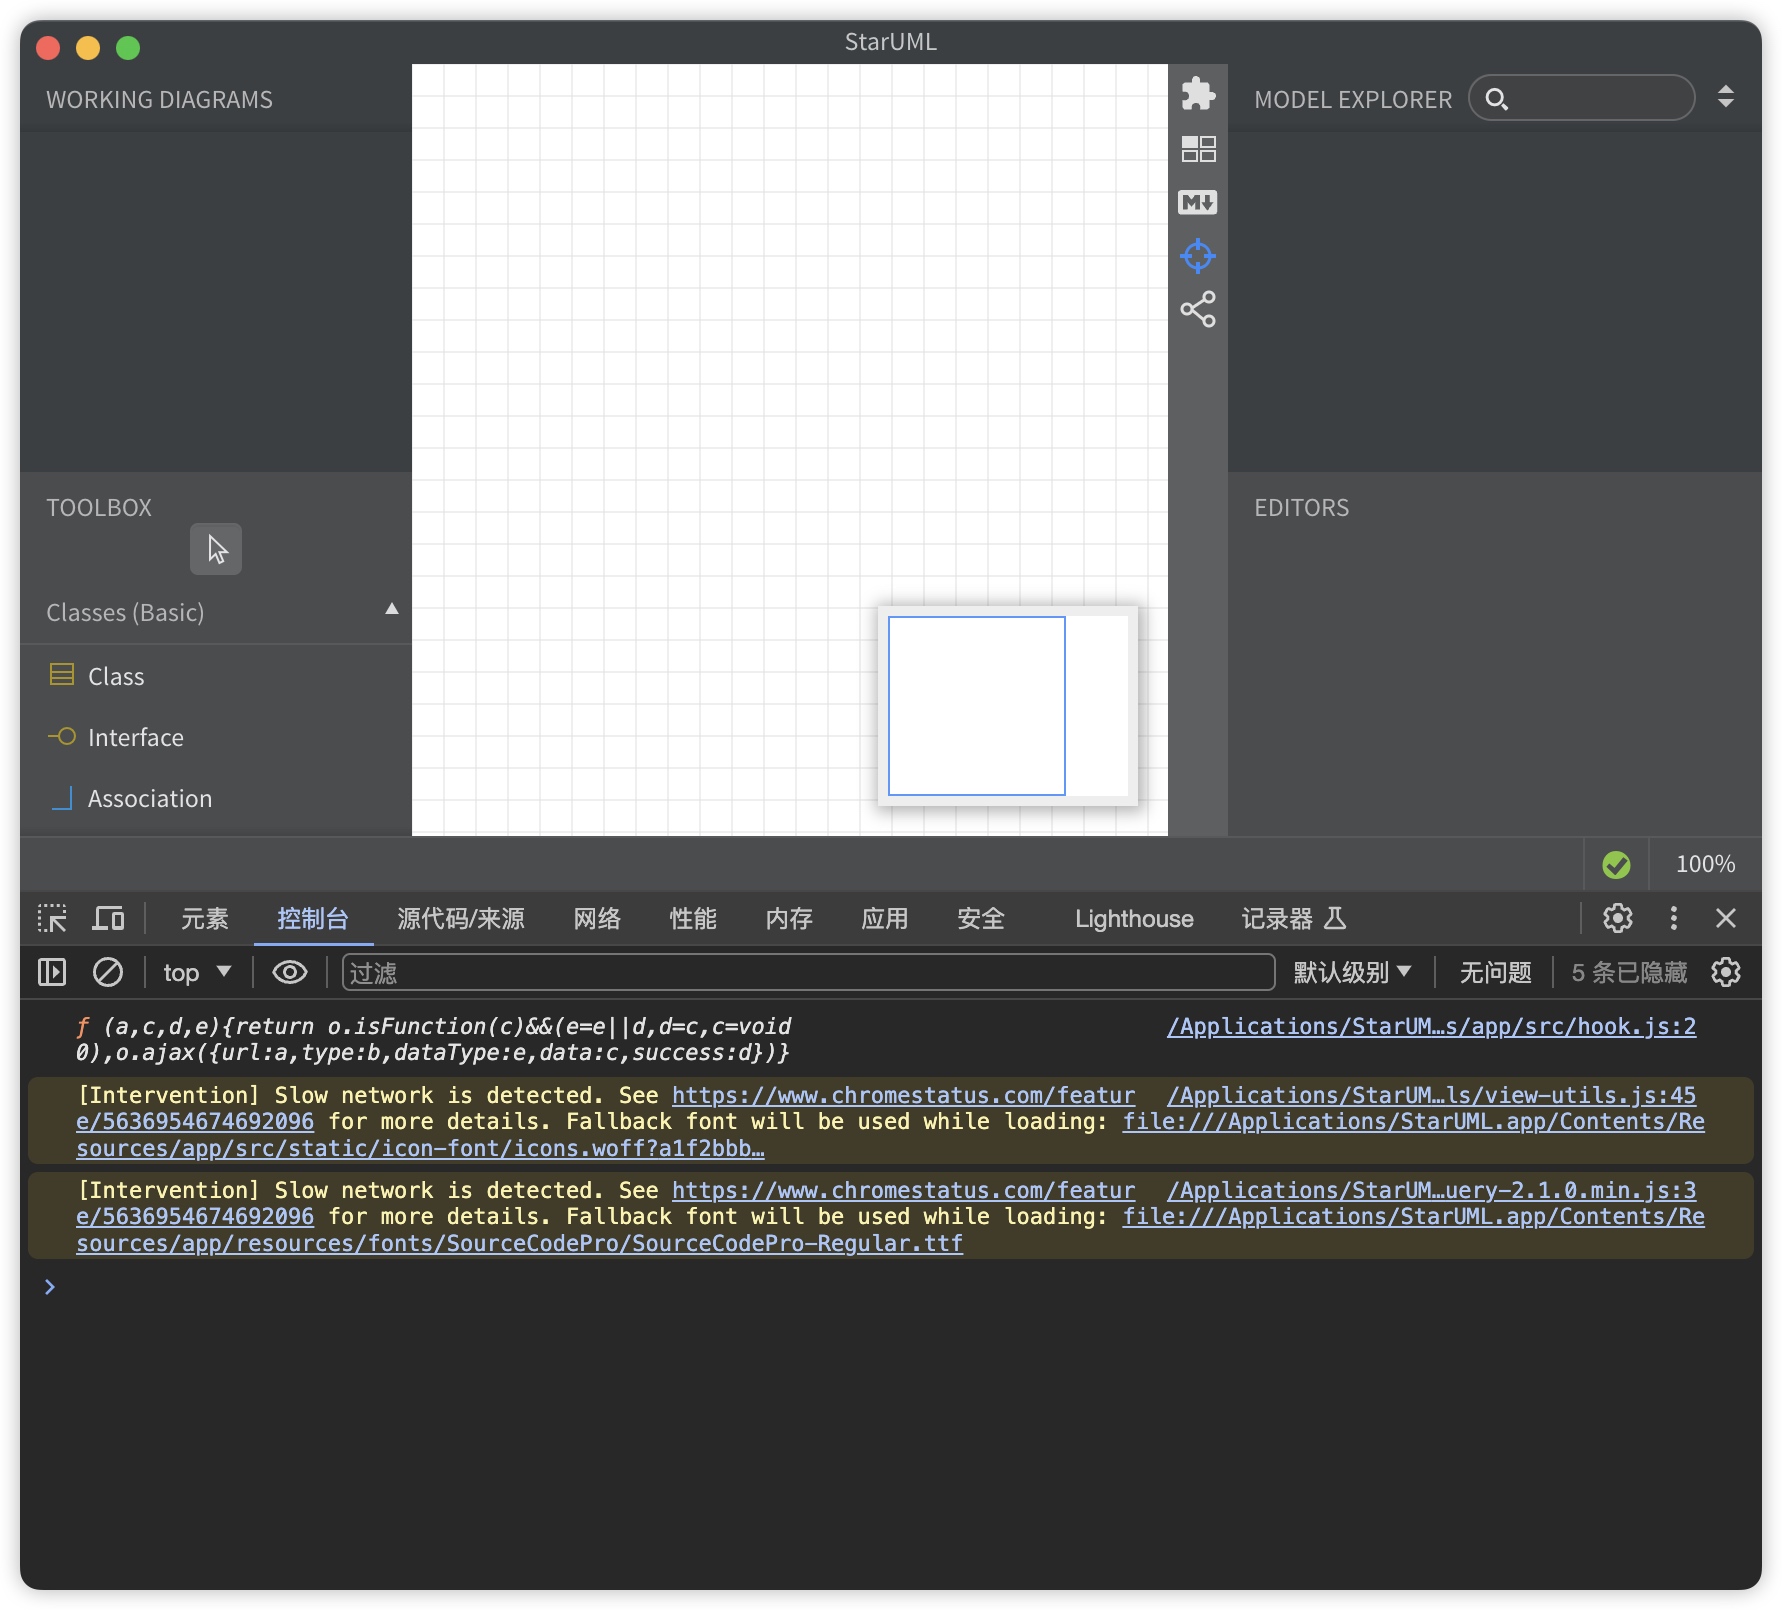 StarUML
WORKING DIAGRAMS
MODEL EXPLORER
M
TOOLBOX
EDITORS
Classes (Basic)
Class
Interface
Association
100%
元素 控制台 源代码/来源 网络 性能 内存 应用 安全 Lighthouse 记录器
top 过滤 默认级别 无问题 5 条已隐藏
ƒ (a,c,d,e){return o.isFunction(c)&&(e=e||d,d=c,c=void /Applications/StarUM…s/app/src/hook.js:2
0),o.ajax({url:a,type:b,dataType:e,data:c,success:d})}
[Intervention] Slow network is detected. See https://www.chromestatus.com/featur /Applications/StarUM…ls/view-utils.js:45
e/5636954674692096 for more details. Fallback font will be used while loading: file:///Applications/StarUML.app/Contents/Re
sources/app/src/static/icon-font/icons.woff?a1f2bbb…
[Intervention] Slow network is detected. See https://www.chromestatus.com/featur /Applications/StarUM…uery-2.1.0.min.js:3
e/5636954674692096 for more details. Fallback font will be used while loading: file:///Applications/StarUML.app/Contents/Re
sources/app/resources/fonts/SourceCodePro/SourceCodePro-Regular.ttf